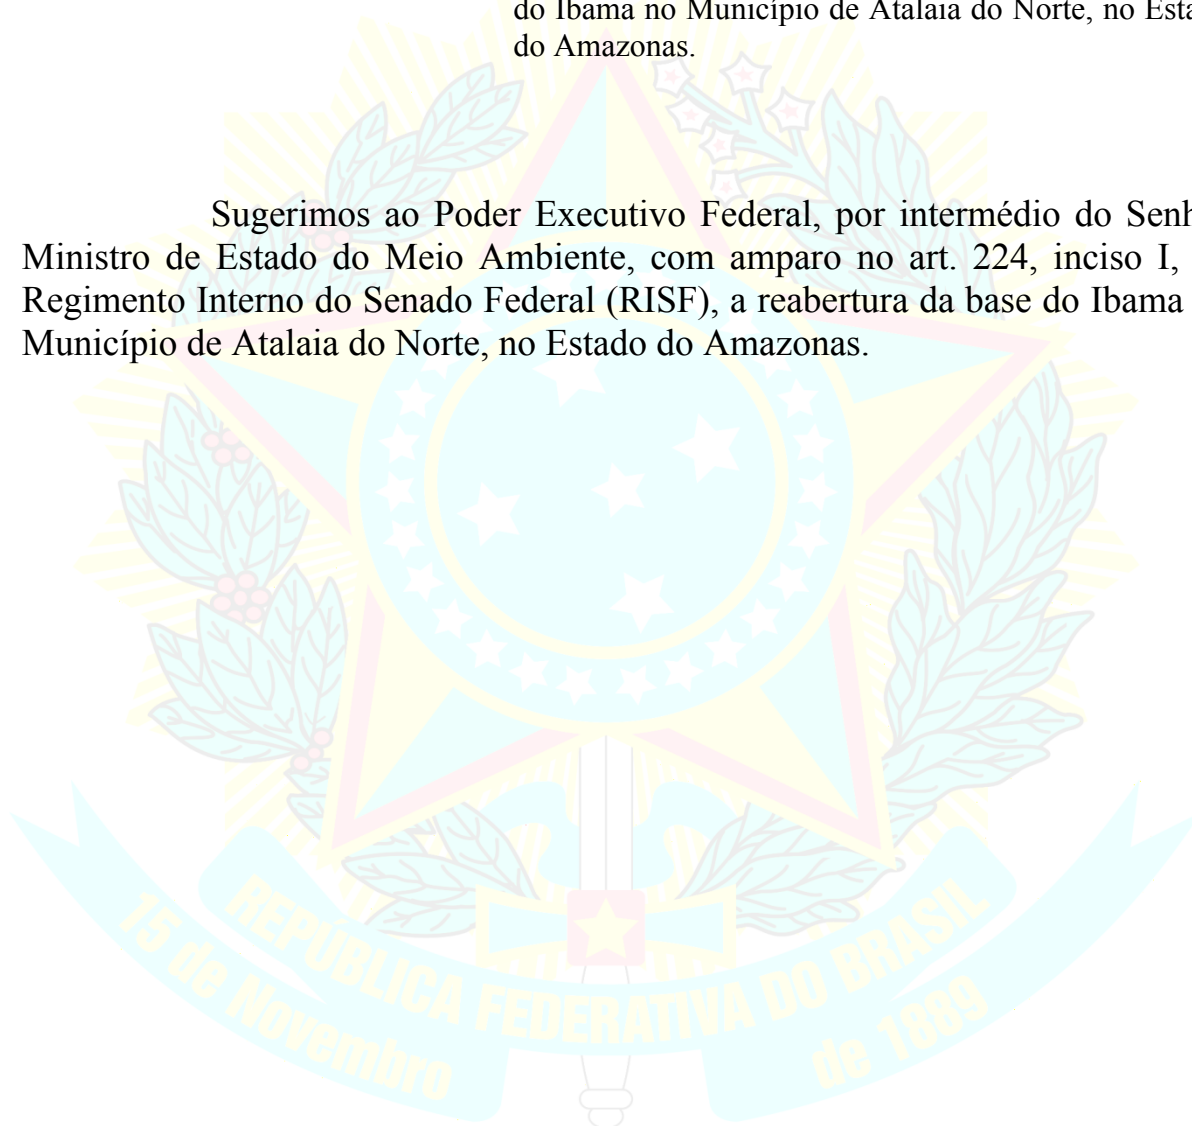 do Ibama no Município de Atalaia do Norte, no Esta
do Amazonas.
Sugerimos ao Poder Executivo Federal, por intermédio do Senh
Ministro de Estado do Meio Ambiente, com amparo no art. 224, inciso I,
Regimento Interno do Senado Federal (RISF), a reabertura da base do Ibama
Município de Atalaia do Norte, no Estado do Amazonas.
REPÚBLICA FEDERATIVA DO BRASIL
15 de Novembro
de 1889